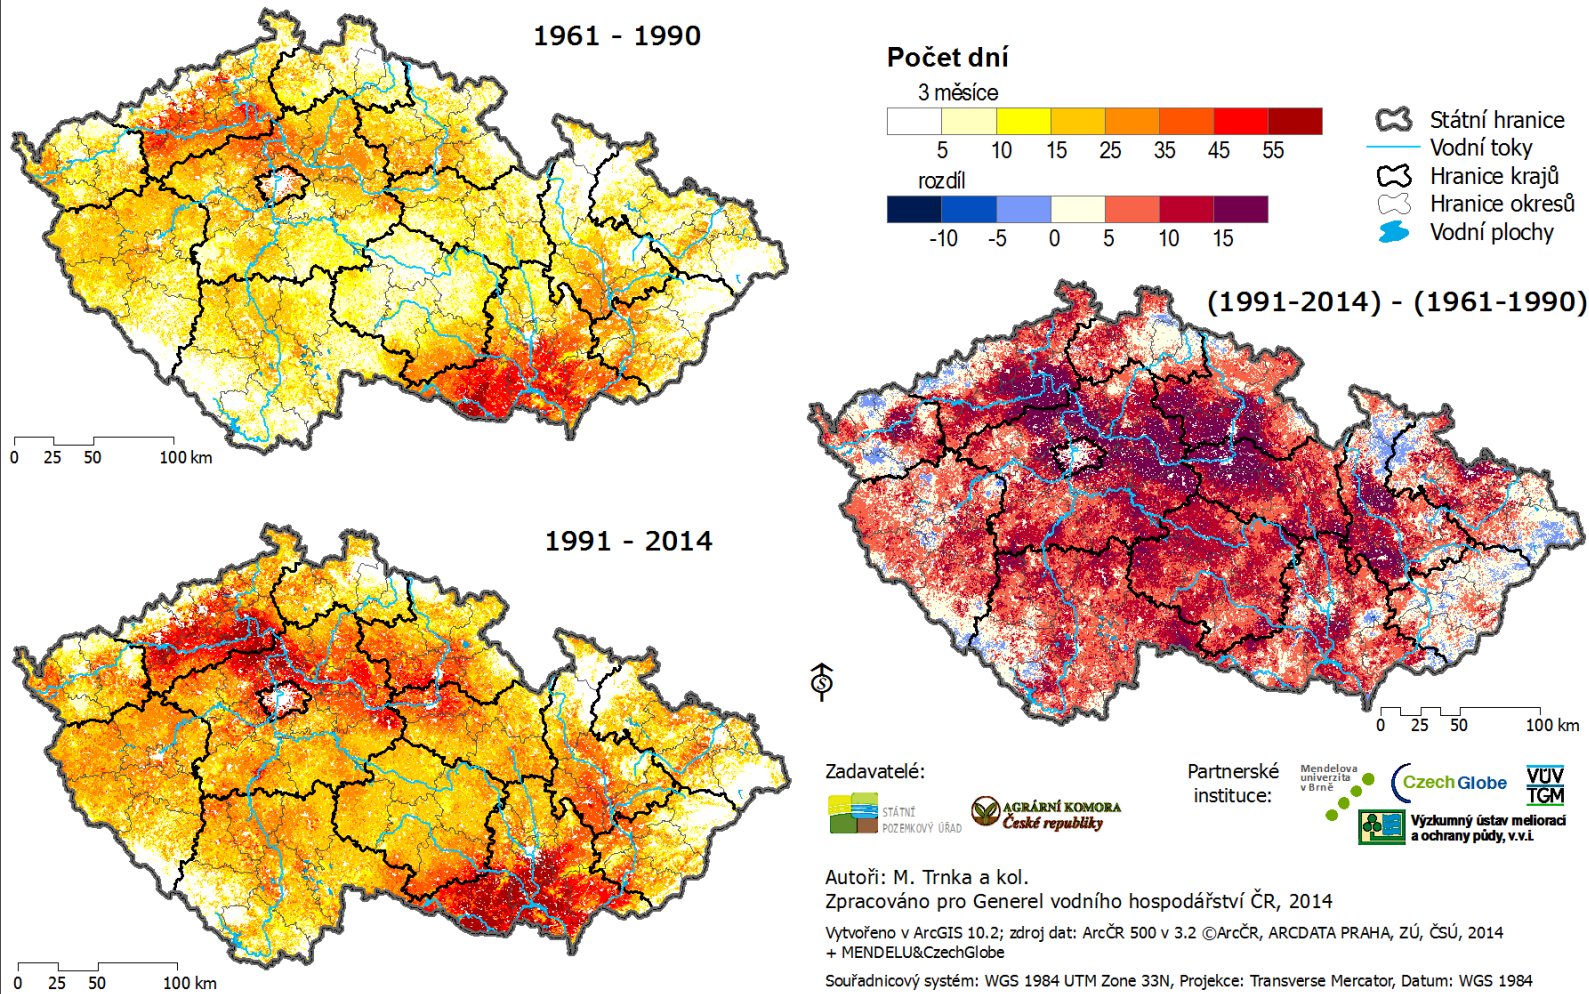 1961 - 1990
Počet dní
3 měsíce
5 10 15 25 35 45 55
rozdíl
-10 -5 0 5 10 15
Státní hranice
Vodní toky
Hranice krajů
Hranice okresů
Vodní plochy
0 25 50 100 km
(1991-2014) - (1961-1990)
0 25 50 100 km
1991 - 2014
0 25 50 100 km
Zadavatelé:
STÁTNÍ
POZEMKOVÝ ÚŘAD
AGRÁRNÍ KOMORA
České republiky
Partnerské
instituce:
Mendelova
univerzita
v Brně
CzechGlobe
VÚV
TGM
Výzkumný ústav meliorací
a ochrany půdy, v.v.i.
Autoři: M. Trnka a kol.
Zpracováno pro Generel vodního hospodářství ČR, 2014
Vytvořeno v ArcGIS 10.2; zdroj dat: ArcČR 500 v 3.2 ©ArcČR, ARCDATA PRAHA, ZÚ, ČSÚ, 2014
+ MENDELU&CzechGlobe
Souřadnicový systém: WGS 1984 UTM Zone 33N, Projekce: Transverse Mercator, Datum: WGS 1984